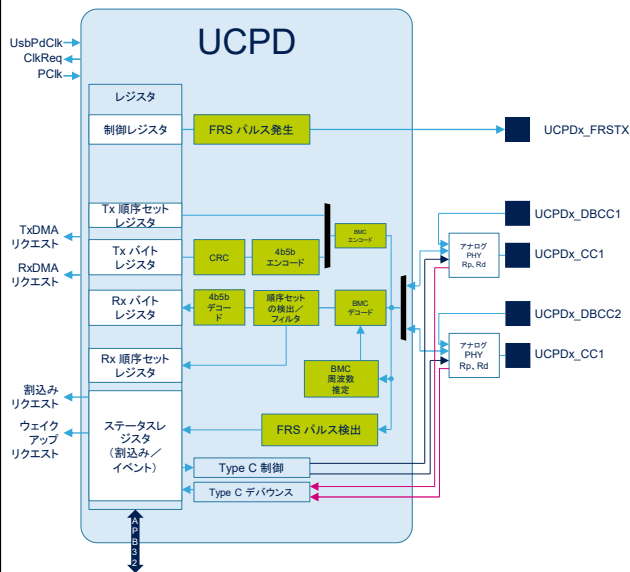 UCPD
UsbPdClk
ClkReq
PClk
レジスタ
制御レジスタ
FRS パルス発生
UCPDx_FRSTX
Tx 順序セット
レジスタ
BMC
エンコード
UCPDx_DBCC1
TxDMA
リクエスト
Tx バイト
レジスタ
CRC
4b5b
エンコード
アナログ
PHY
Rp、Rd
UCPDx_CC1
RxDMA
リクエスト
Rx バイト
レジスタ
4b5b
デコー
ド
順序セット
の検出/
フィルタ
BMC
デコード
UCPDx_DBCC2
アナログ
PHY
Rp、Rd
UCPDx_CC1
Rx 順序セット
レジスタ
BMC
周波数
推定
割込み
リクエスト
ウェイク
アップ
リクエスト
ステータスレ
ジスタ
(割込み/
イベント)
FRS パルス検出
Type C 制御
Type C デバウンス
APB32